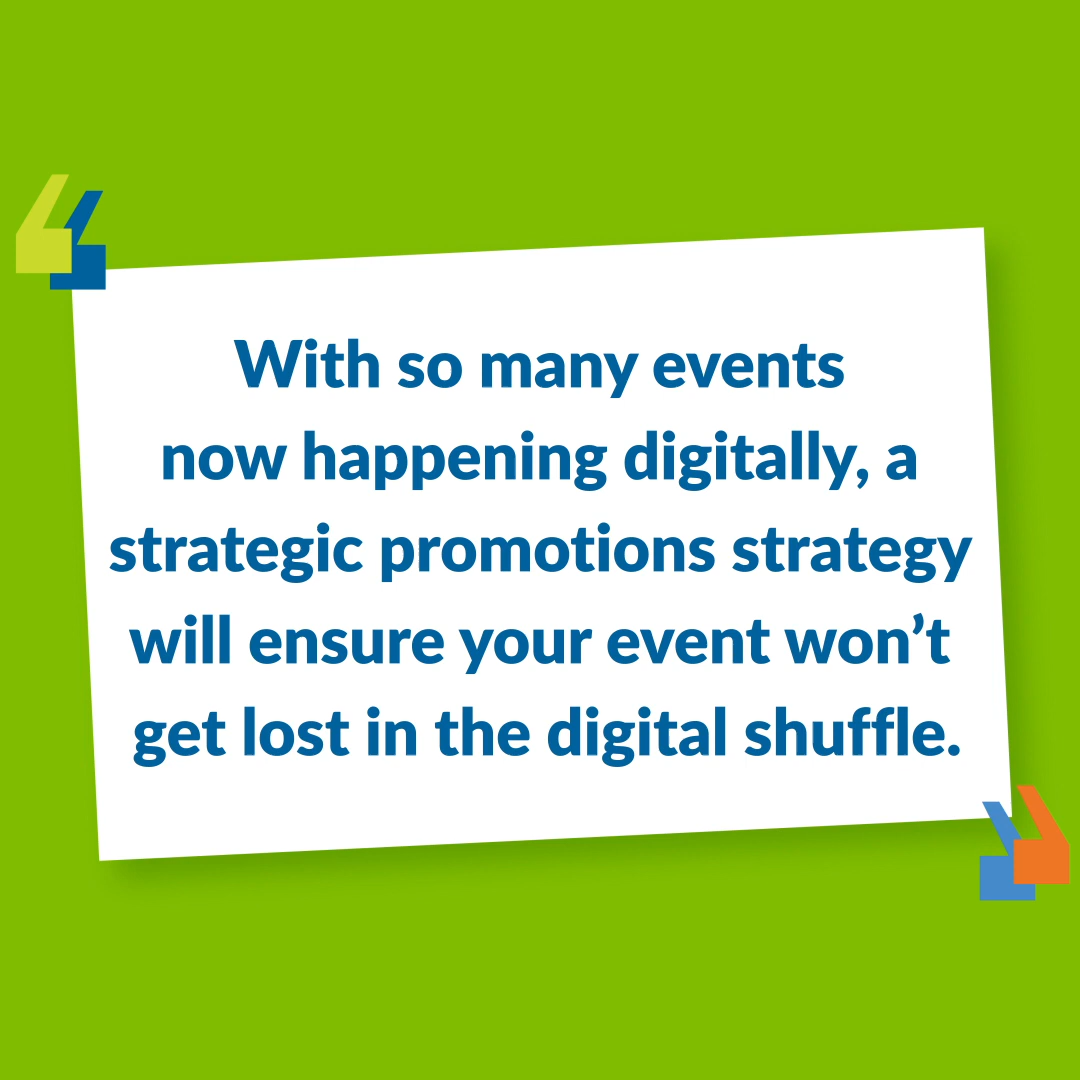 With so many events
now happening digitally, a
strategic promotions strategy
will ensure your event won’t
get lost in the digital shuffle.